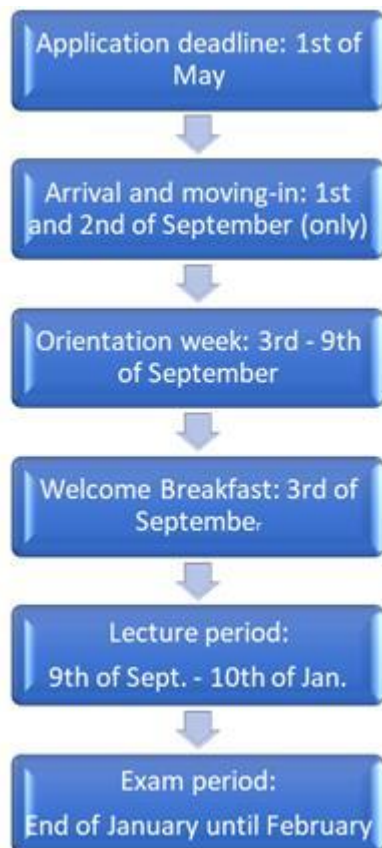 Application deadline: 1st of
May
Arrival and moving-in: 1st
and 2nd of September (only)
Orientation week: 3rd - 9th
of September
Welcome Breakfast: 3rd of
September
Lecture period:
9th of Sept. - 10th of Jan.
Exam period:
End of January until February